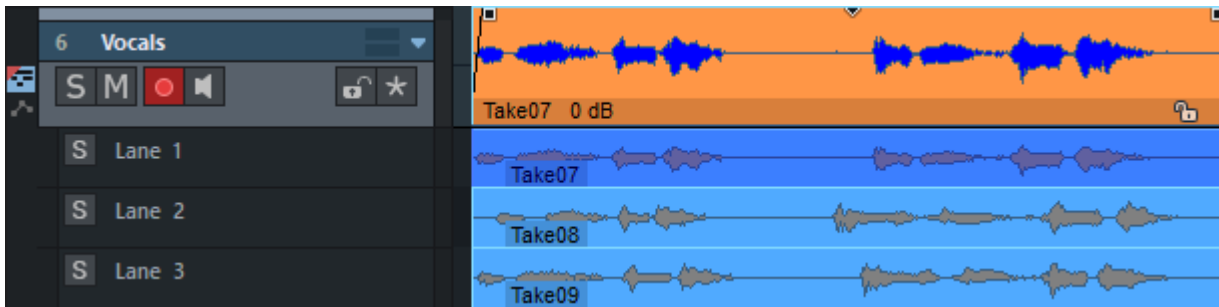 6 Vocals
S M
Take07 0 dB
S Lane 1
Take07
S Lane 2
Take08
S Lane 3
Take09